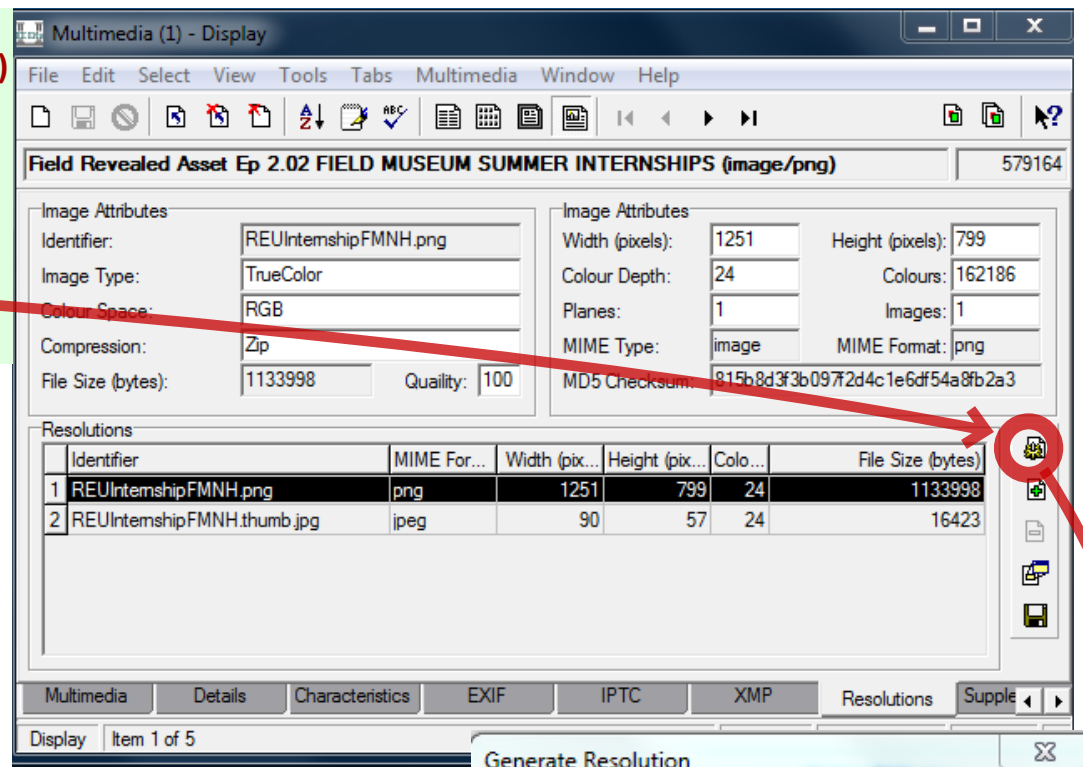 Multimedia (1) - Display
)
File Edit Select View Tools Tabs Multimedia Window Help
Field Revealed Asset Ep 2.02 FIELD MUSEUM SUMMER INTERNSHIPS (image/png) 579164
Image Attributes
Identifier: REUInternshipFMNH.png
Image Type: TrueColor
Colour Space: RGB
Compression: Zip
File Size (bytes): 1133998 Quaility: 100
Image Attributes
Width (pixels): 1251 Height (pixels): 799
Colour Depth: 24 Colours: 162186
Planes: 1 Images: 1
MIME Type: image MIME Format: png
MD5 Checksum: 815b8d3f3b097f2d4c1e6df54a8fb2a3
Resolutions
Identifier MIME For... Width (pix... Height (pix... Colo... File Size (bytes)
1 REUInternshipFMNH.png png 1251 799 24 1133998
2 REUInternshipFMNH.thumb.jpg jpeg 90 57 24 16423
Multimedia Details Characteristics EXIF IPTC XMP Resolutions Supple
Display Item 1 of 5
Generate Resolution